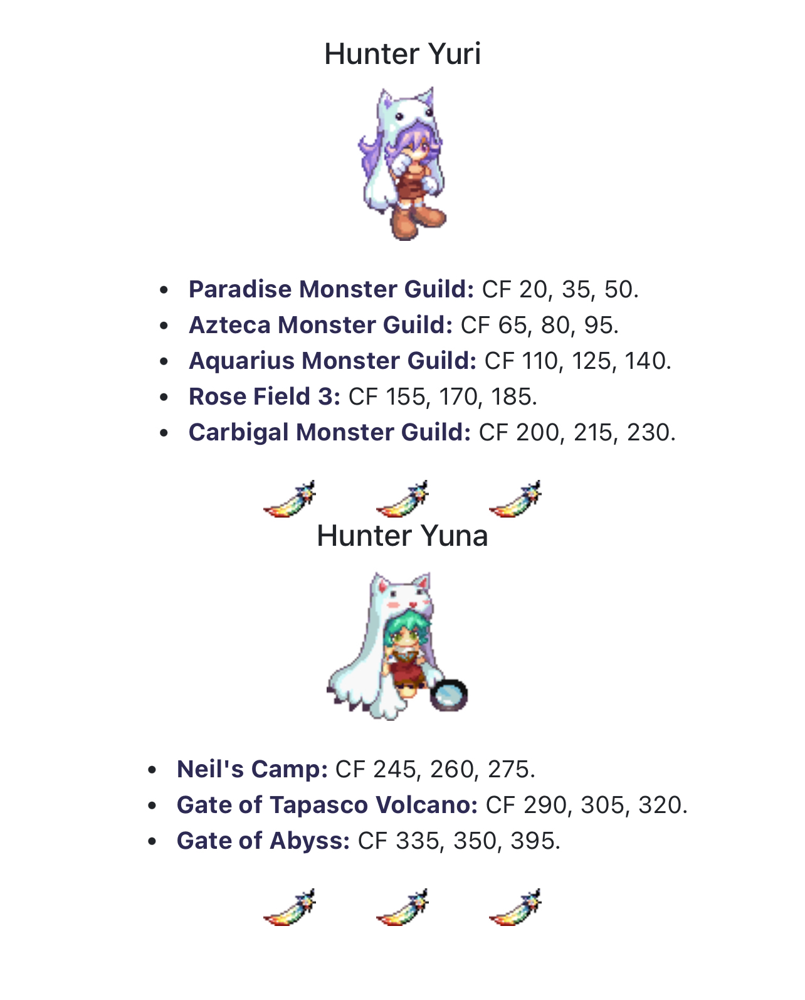 Hunter Yuri
• Paradise Monster Guild: CF 20, 35, 50.
• Azteca Monster Guild: CF 65, 80, 95.
• Aquarius Monster Guild: CF 110, 125, 140.
• Rose Field 3: CF 155, 170, 185.
• Carbigal Monster Guild: CF 200, 215, 230.
Hunter Yuna
• Neil's Camp: CF 245, 260, 275.
• Gate of Tapasco Volcano: CF 290, 305, 320.
• Gate of Abyss: CF 335, 350, 395.